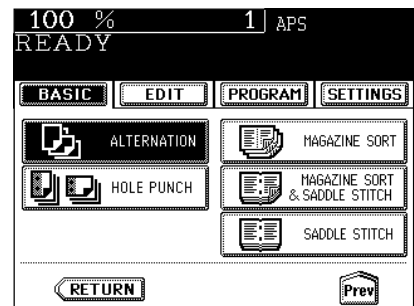 100 % 1 APS
READY
BASIC EDIT PROGRAM SETTINGS
ALTERNATION MAGAZINE SORT
HOLE PUNCH MAGAZINE SORT
& SADDLE STITCH
SADDLE STITCH
RETURN Prev